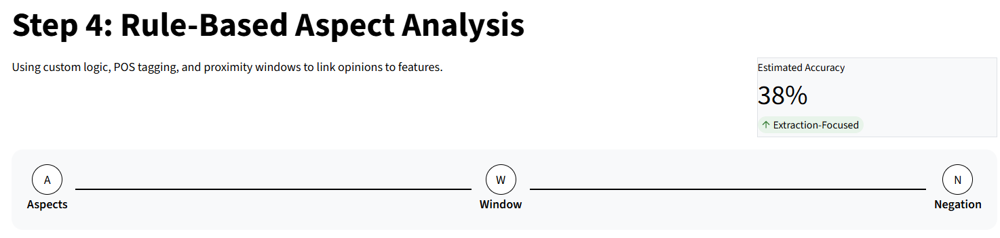 Step 4: Rule-Based Aspect Analysis
Using custom logic, POS tagging, and proximity windows to link opinions to features.
Estimated Accuracy
38%
↑ Extraction-Focused
A
W
N
Aspects
Window
Negation